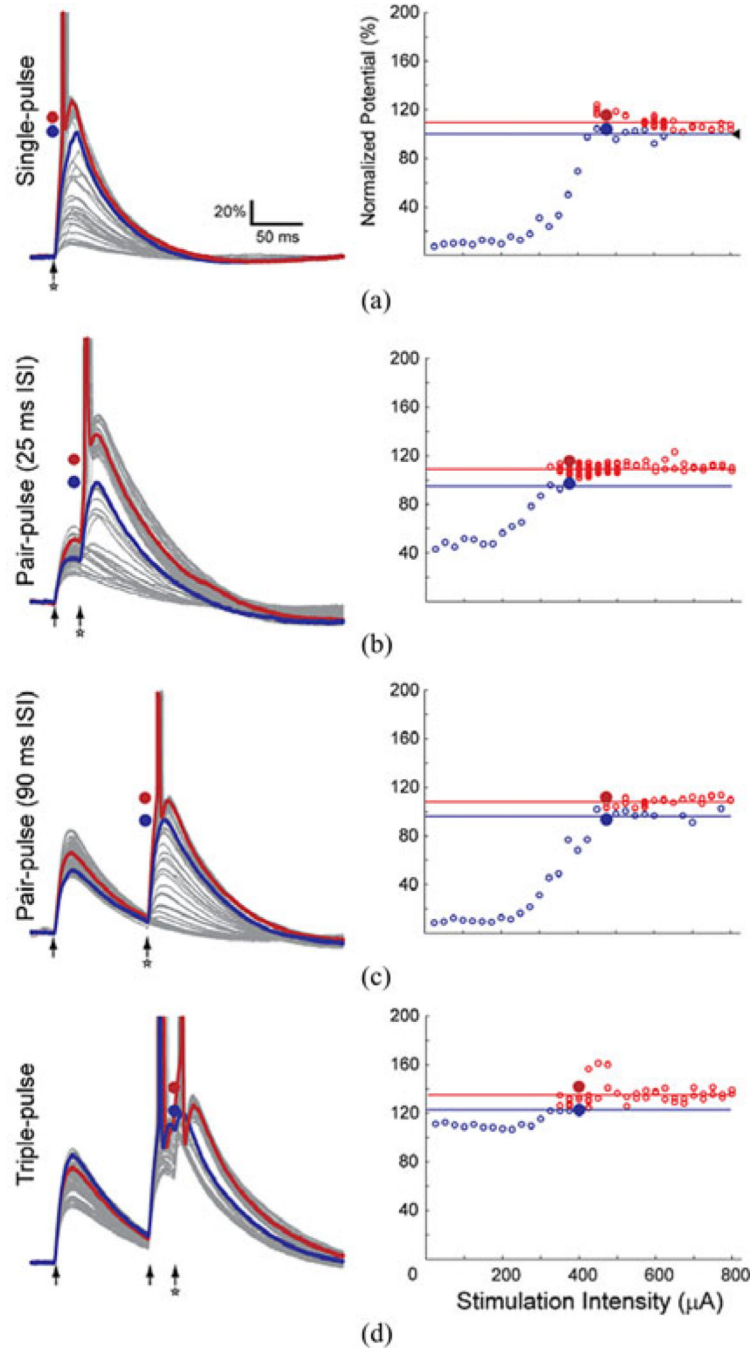 Single-pulse
20%
50 ms
Normalized Potential (%)
200
160
120
80
40
(a)
Pair-pulse (25 ms ISI)
200
160
120
80
40
(b)
Pair-pulse (90 ms ISI)
200
160
120
80
40
(c)
Triple-pulse
200
160
120
80
40
0
200
400
600
800
Stimulation Intensity (μA)
(d)